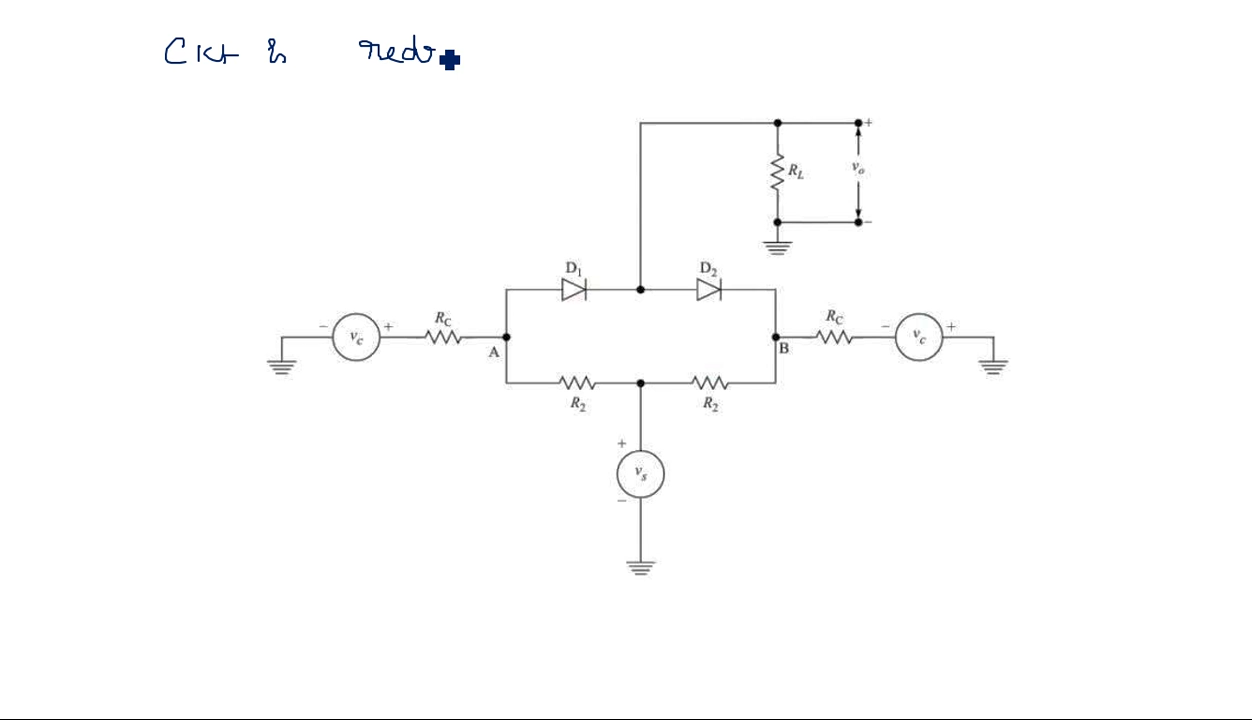 Ckt is redr
+
R_L
v_o
−
D_1
D_2
− v_c + R_C
A
B
R_C − v_c +
R_2
R_2
+
v_s
−